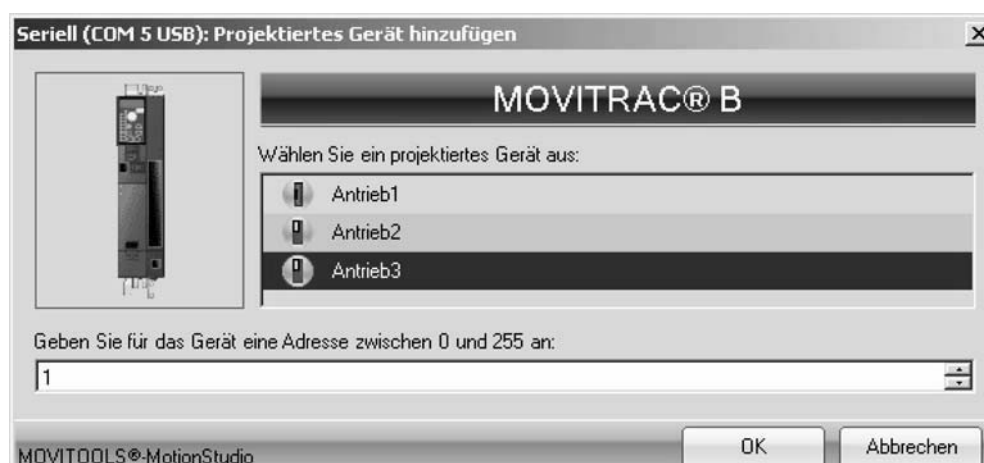 Seriell (COM 5 USB): Projektiertes Gerät hinzufügen
MOVITRAC® B
Wählen Sie ein projektiertes Gerät aus:
Antrieb1
Antrieb2
Antrieb3
Geben Sie für das Gerät eine Adresse zwischen 0 und 255 an:
1
OK
Abbrechen
MOVITOOLS®-MotionStudio